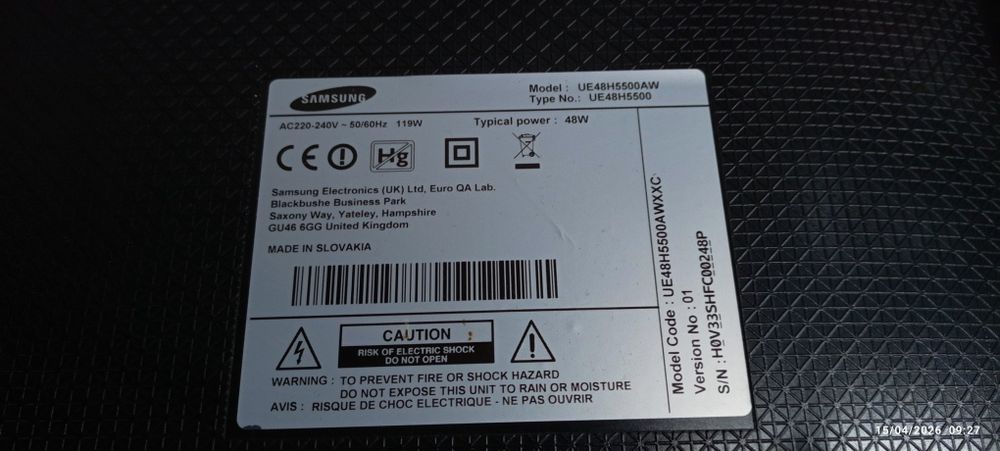 SAMSUNG
Model : UE48H5500AW
Type No.: UE48H5500
AC220-240V ~ 50/60Hz 119W
Typical power : 48W
CE
Hg
Samsung Electronics (UK) Ltd, Euro QA Lab.
Blackbushe Business Park
Saxony Way, Yateley, Hampshire
GU46 6GG United Kingdom
MADE IN SLOVAKIA
CAUTION
RISK OF ELECTRIC SHOCK
DO NOT OPEN
WARNING : TO PREVENT FIRE OR SHOCK HAZARD
DO NOT EXPOSE THIS UNIT TO RAIN OR MOISTURE
AVIS : RISQUE DE CHOC ELECTRIQUE - NE PAS OUVRIR
Model Code : UE48H5500AWXXC
Version No : 01
S/N : H0V33SHFC00248P
15/04/2026 09:27